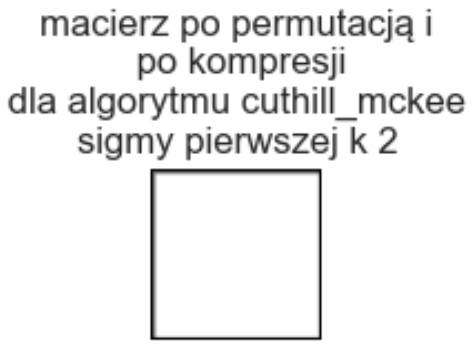 macierz po permutacją i
po kompresji
dla algorytmu cuthill_mckee
sigmy pierwszej k 2